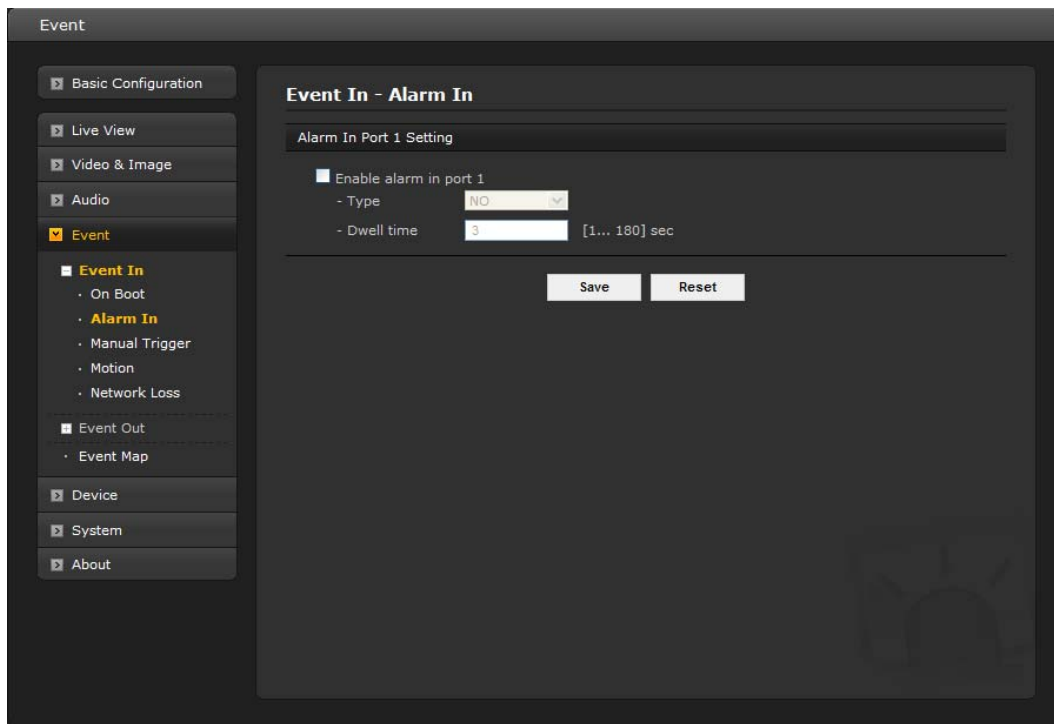 Event
Basic Configuration
Live View
Video & Image
Audio
Event
Event In
· On Boot
· Alarm In
· Manual Trigger
· Motion
· Network Loss
Event Out
· Event Map
Device
System
About
Event In - Alarm In
Alarm In Port 1 Setting
Enable alarm in port 1
- Type NO
- Dwell time 3 [1... 180] sec
Save Reset